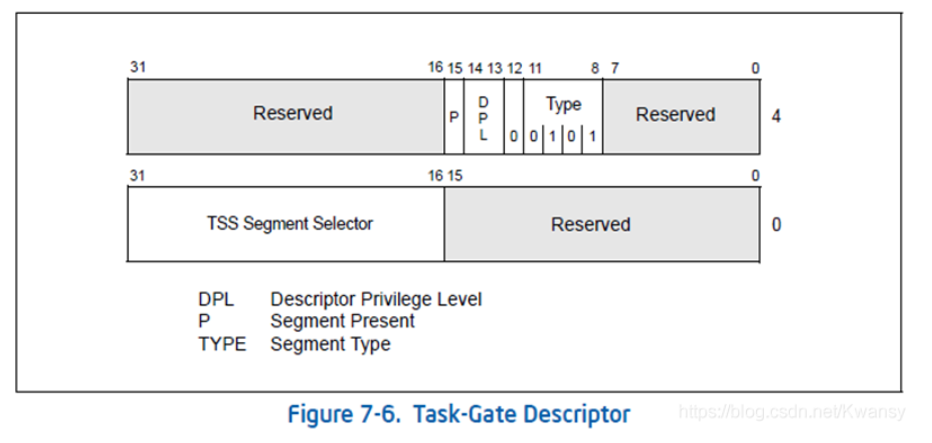 31 16 15 14 13 12 11 8 7 0
Reserved P DPL 0 Type 0 1 0 1 Reserved 4
31 16 15 0
TSS Segment Selector Reserved 0
DPL Descriptor Privilege Level
P Segment Present
TYPE Segment Type
Figure 7-6. Task-Gate Descriptor
https://blog.csdn.net/Kwansy